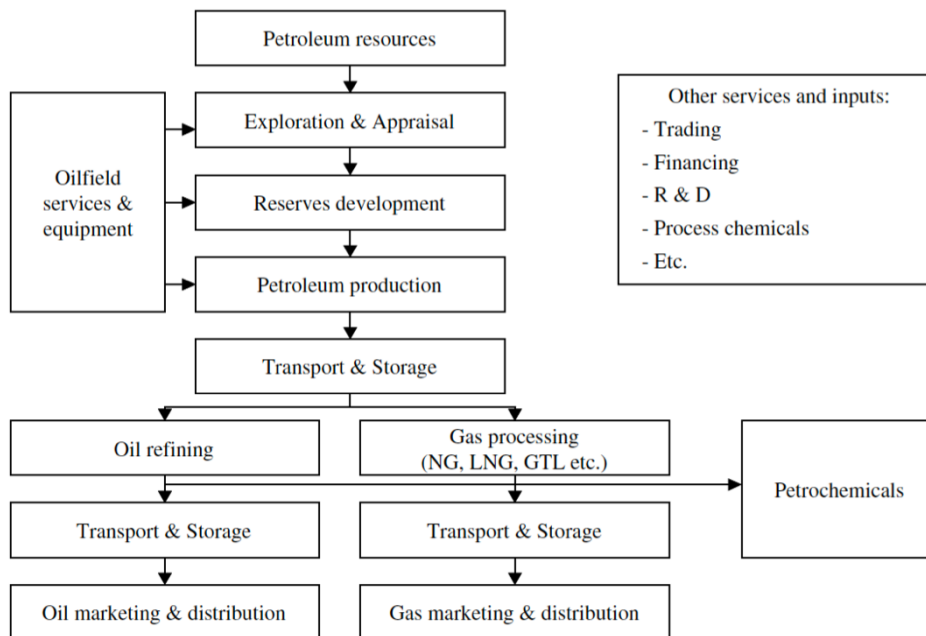 Petroleum resources
Exploration & Appraisal
Oilfield
services &
equipment
Reserves development
Petroleum production
Other services and inputs:
- Trading
- Financing
- R & D
- Process chemicals
- Etc.
Transport & Storage
Oil refining
Gas processing
(NG, LNG, GTL etc.)
Petrochemicals
Transport & Storage
Transport & Storage
Oil marketing & distribution
Gas marketing & distribution